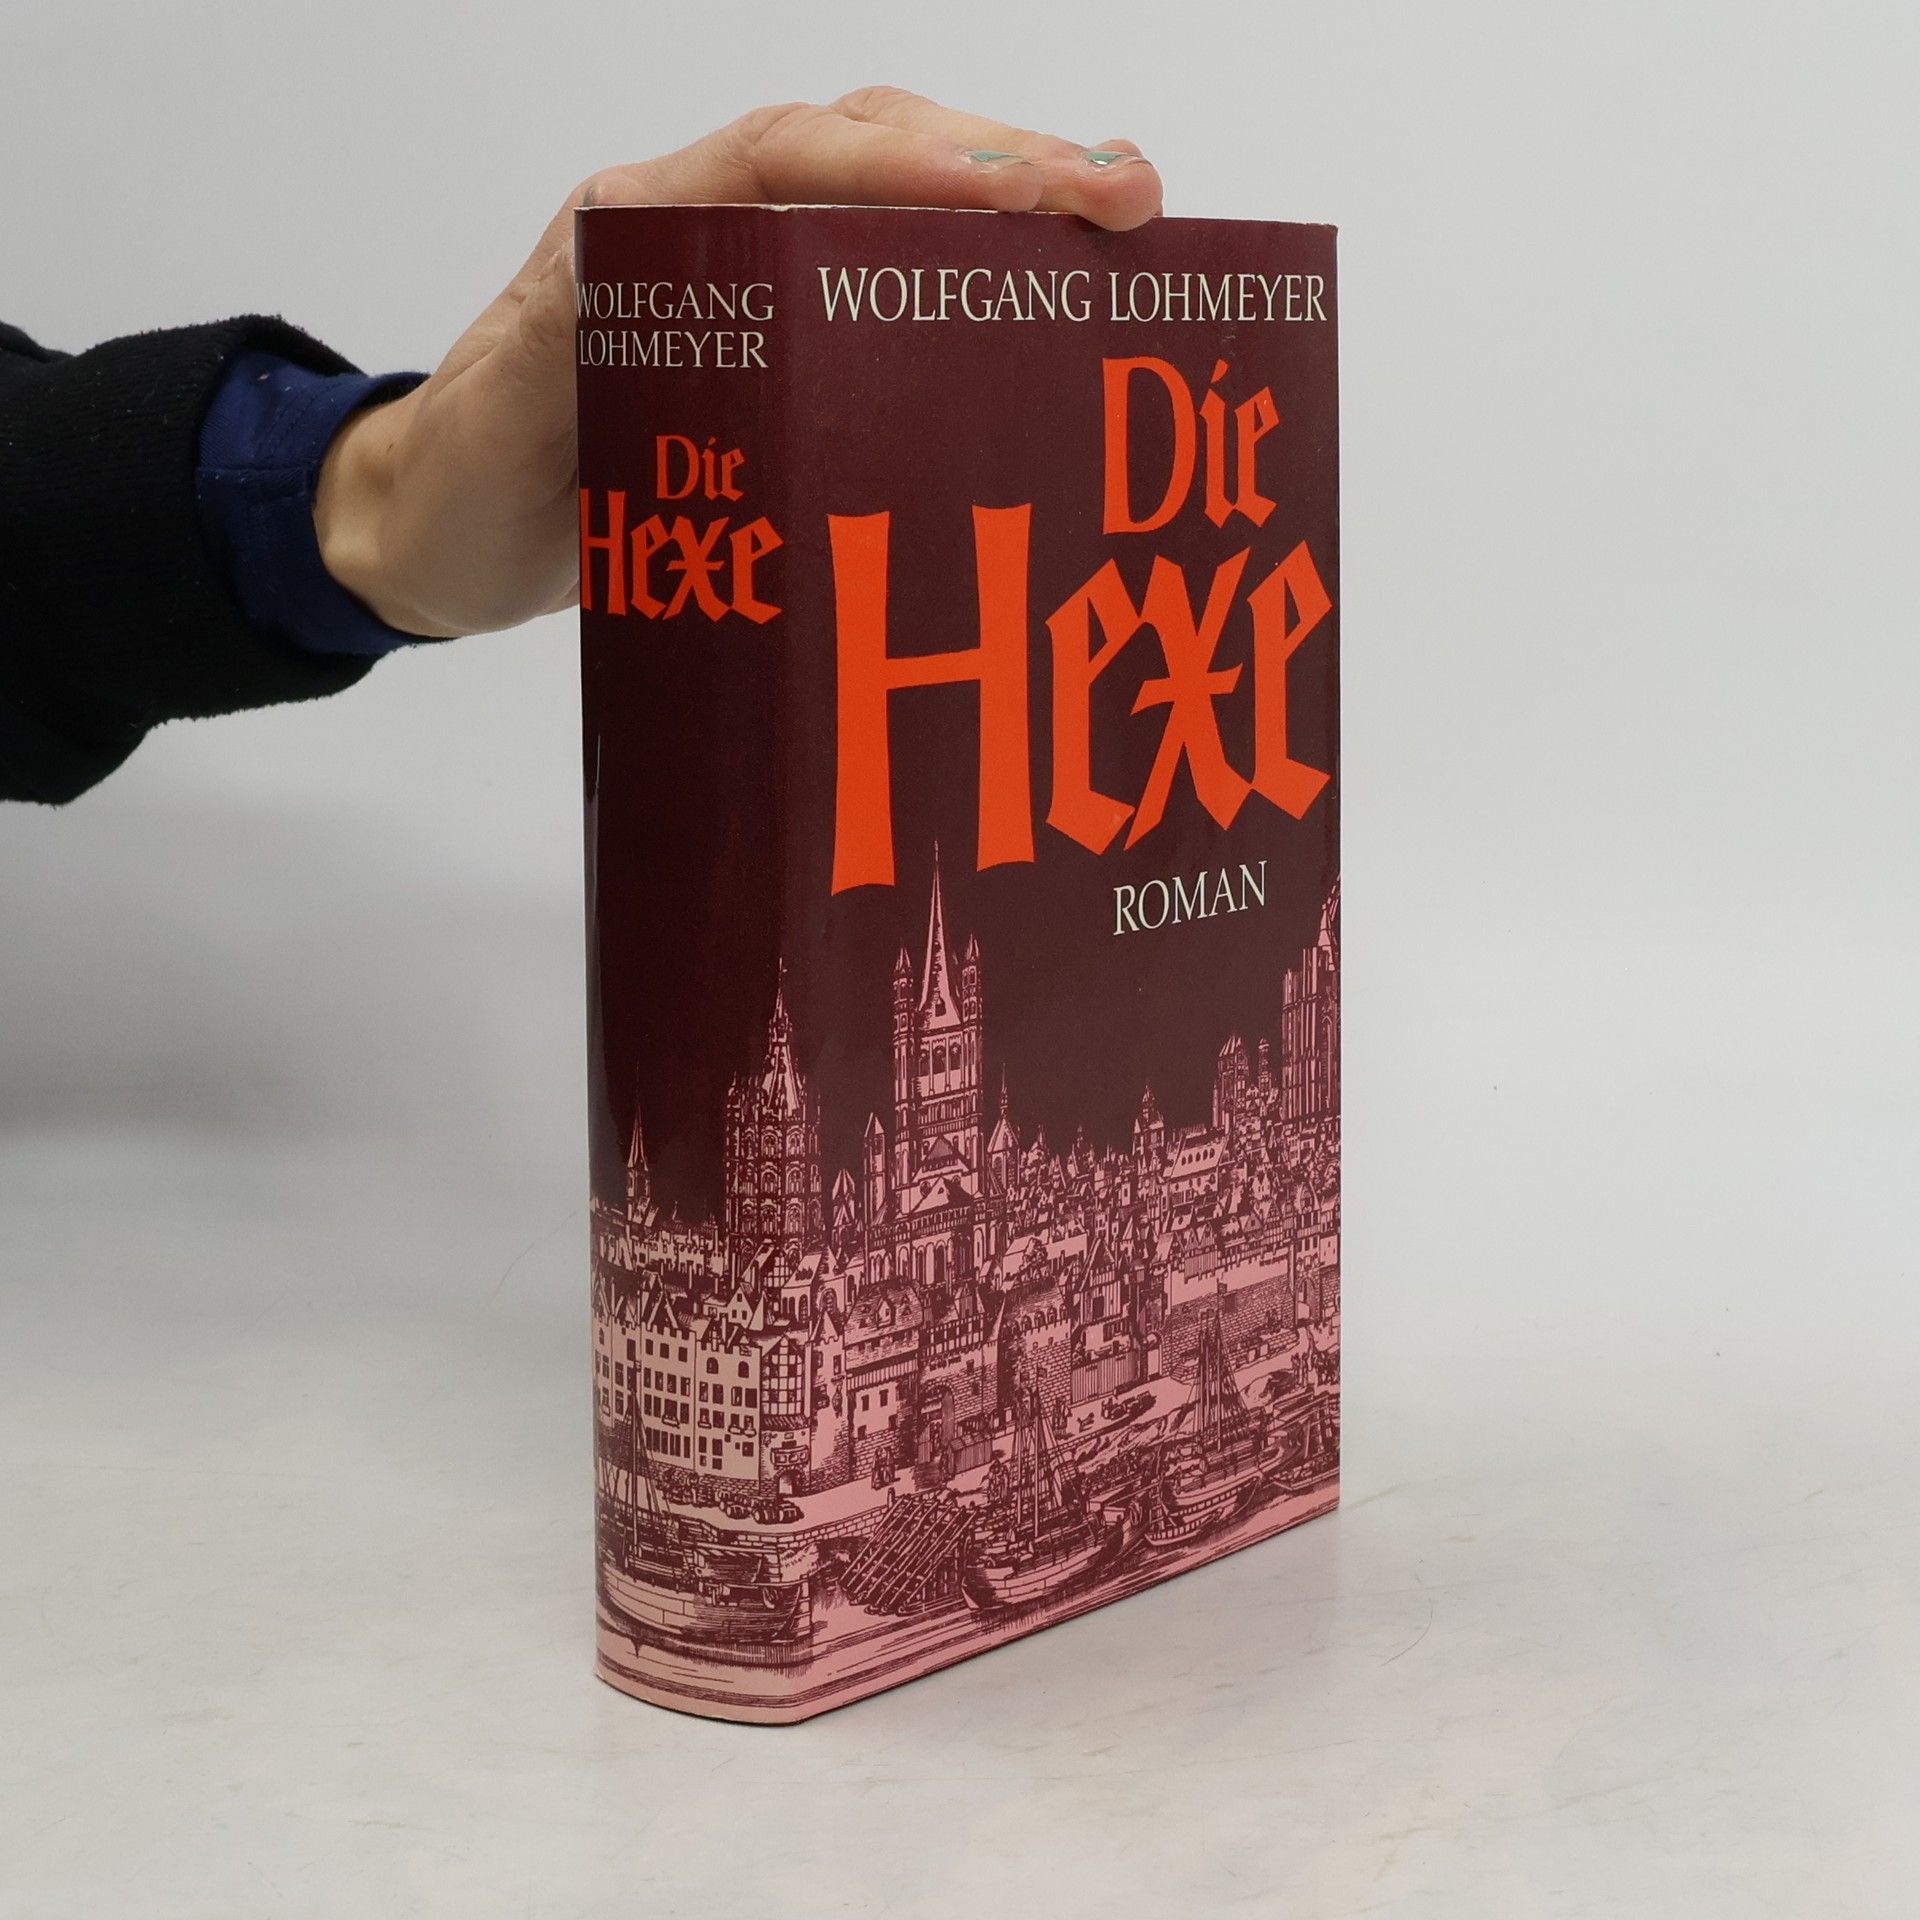 WOLFGANG
LOHMEYER
Die
Hexe
WOLFGANG LOHMEYER
Die
Hexe
ROMAN